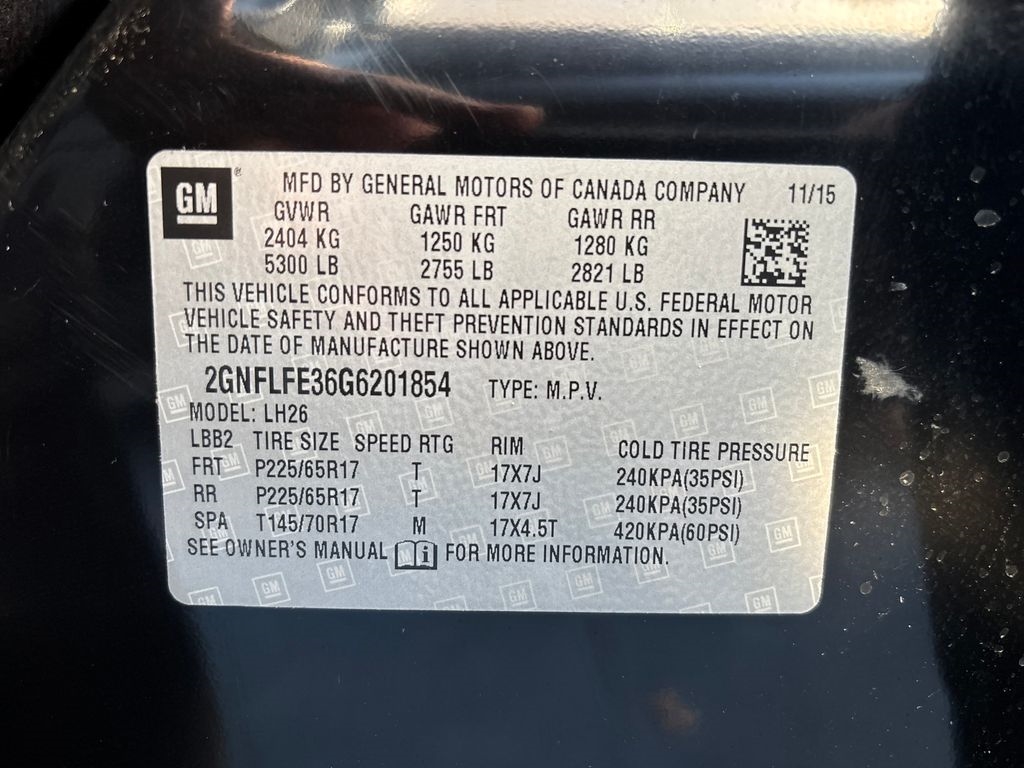 GM ® MFD BY GENERAL MOTORS OF CANADA COMPANY 11/15
GVWR GAWR FRT GAWR RR
2404 KG 1250 KG 1280 KG
5300 LB 2755 LB 2821 LB
THIS VEHICLE CONFORMS TO ALL APPLICABLE U.S. FEDERAL MOTOR
VEHICLE SAFETY AND THEFT PREVENTION STANDARDS IN EFFECT ON
THE DATE OF MANUFACTURE SHOWN ABOVE.
2GNFLFE36G6201854 TYPE: M.P.V.
MODEL: LH26
LBB2 TIRE SIZE SPEED RTG RIM COLD TIRE PRESSURE
FRT P225/65R17 T 17X7J 240KPA(35PSI)
RR P225/65R17 T 17X7J 240KPA(35PSI)
SPA T145/70R17 M 17X4.5T 420KPA(60PSI)
SEE OWNER'S MANUAL i FOR MORE INFORMATION.